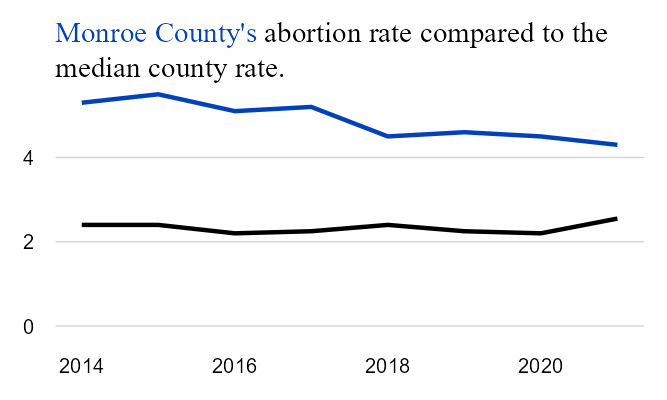 Monroe County's abortion rate compared to the
median county rate.
4
2
0
2014 2016 2018 2020